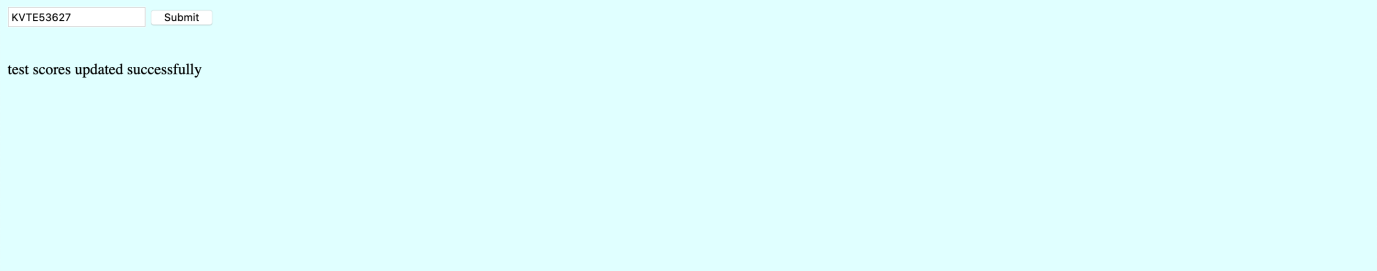 KVTE53627 Submit
test scores updated successfully